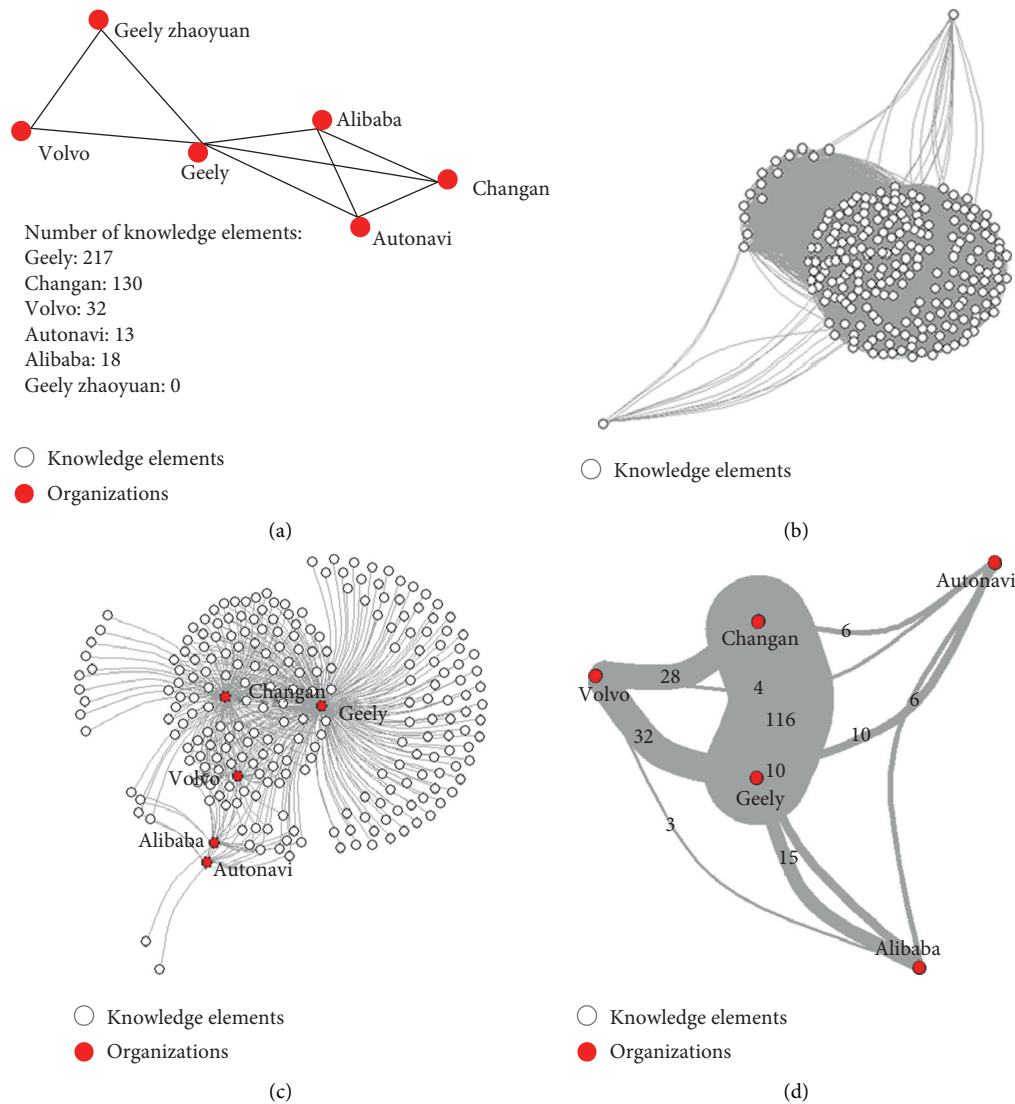 Geely zhaoyuan
Alibaba
Volvo
Geely
Changan
Autonavi
Number of knowledge elements:
Geely: 217
Changan: 130
Volvo: 32
Autonavi: 13
Alibaba: 18
Geely zhaoyuan: 0
Knowledge elements
Organizations
(a)
Knowledge elements
(b)
Changan
Geely
Volvo
Alibaba
Autonavi
Knowledge elements
Organizations
(c)
Autonavi
Changan
6
Volvo
28
4
6
116
32
10
10
Geely
3
15
Alibaba
Knowledge elements
Organizations
(d)